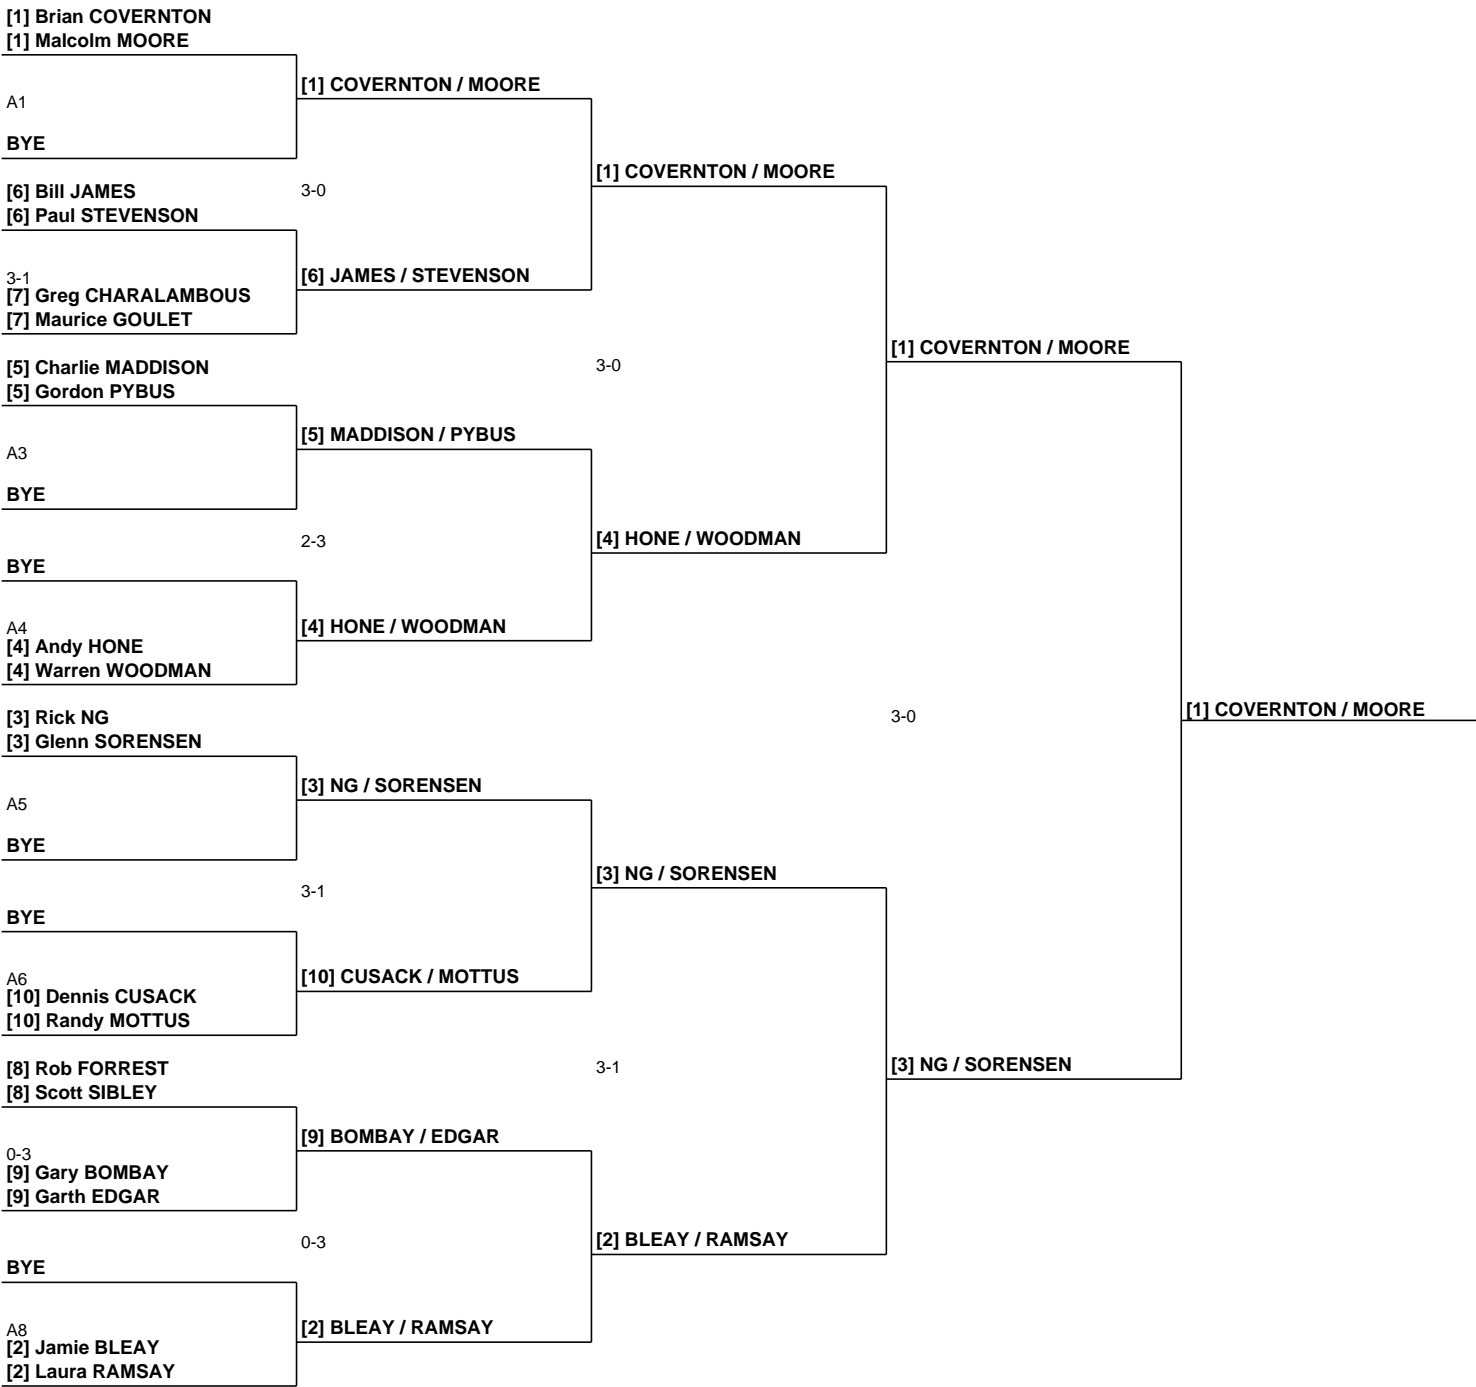 [1] Brian COVERNTON
[1] Malcolm MOORE
[1] COVERNTON / MOORE
A1
BYE
[1] COVERNTON / MOORE
[6] Bill JAMES
3-0
[6] Paul STEVENSON
[6] JAMES / STEVENSON
3-1
[7] Greg CHARALAMBOUS
[7] Maurice GOULET
[1] COVERNTON / MOORE
[5] Charlie MADDISON
3-0
[5] Gordon PYBUS
[5] MADDISON / PYBUS
A3
BYE
2-3
[4] HONE / WOODMAN
BYE
A4
[4] HONE / WOODMAN
[4] Andy HONE
[4] Warren WOODMAN
[3] Rick NG
3-0
[1] COVERNTON / MOORE
[3] Glenn SORENSEN
[3] NG / SORENSEN
A5
BYE
[3] NG / SORENSEN
3-1
BYE
A6
[10] CUSACK / MOTTUS
[10] Dennis CUSACK
[10] Randy MOTTUS
[8] Rob FORREST
3-1
[3] NG / SORENSEN
[8] Scott SIBLEY
[9] BOMBAY / EDGAR
0-3
[9] Gary BOMBAY
[9] Garth EDGAR
0-3
[2] BLEAY / RAMSAY
BYE
A8
[2] BLEAY / RAMSAY
[2] Jamie BLEAY
[2] Laura RAMSAY